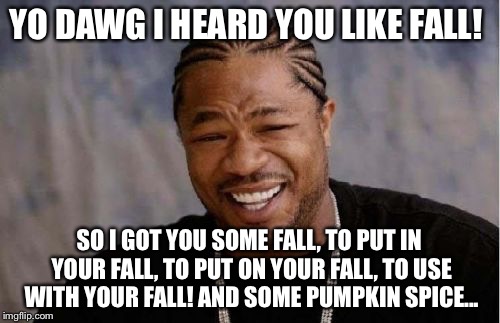 YO DAWG I HEARD YOU LIKE FALL!
SO I GOT YOU SOME FALL, TO PUT IN
YOUR FALL, TO PUT ON YOUR FALL, TO USE
WITH YOUR FALL! AND SOME PUMPKIN SPICE...
imgflip.com